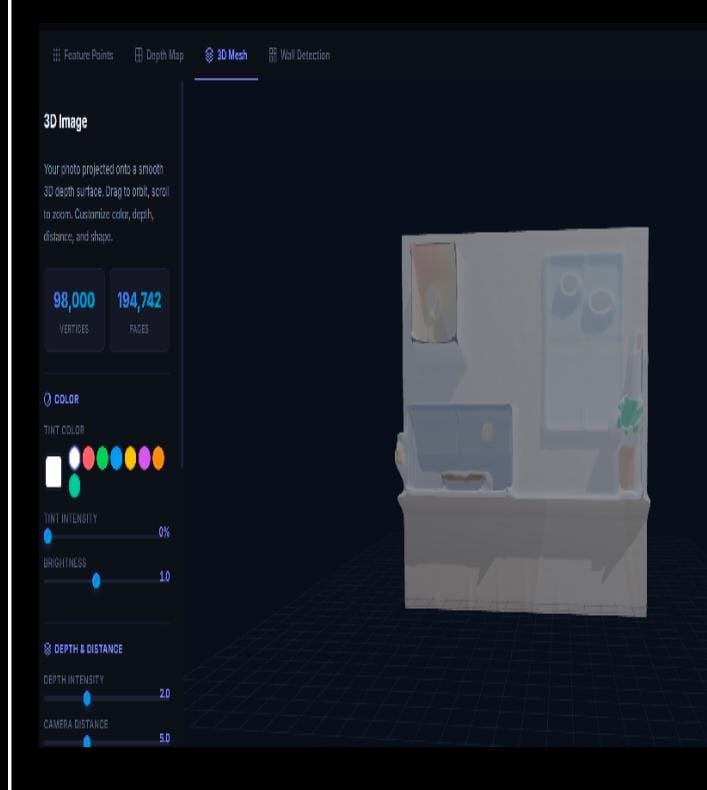 Feature Points
Depth Map
3D Mesh
Wall Detection
3D Image
Your photo projected onto a smooth
3D depth surface. Drag to orbit, scroll
to zoom. Customize color, depth,
distance, and shape.
98,000
194,742
VERTICES
FACES
COLOR
TINT COLOR
TINT INTENSITY
0%
BRIGHTNESS
1.0
DEPTH & DISTANCE
DEPTH INTENSITY
2.0
CAMERA DISTANCE
5.0